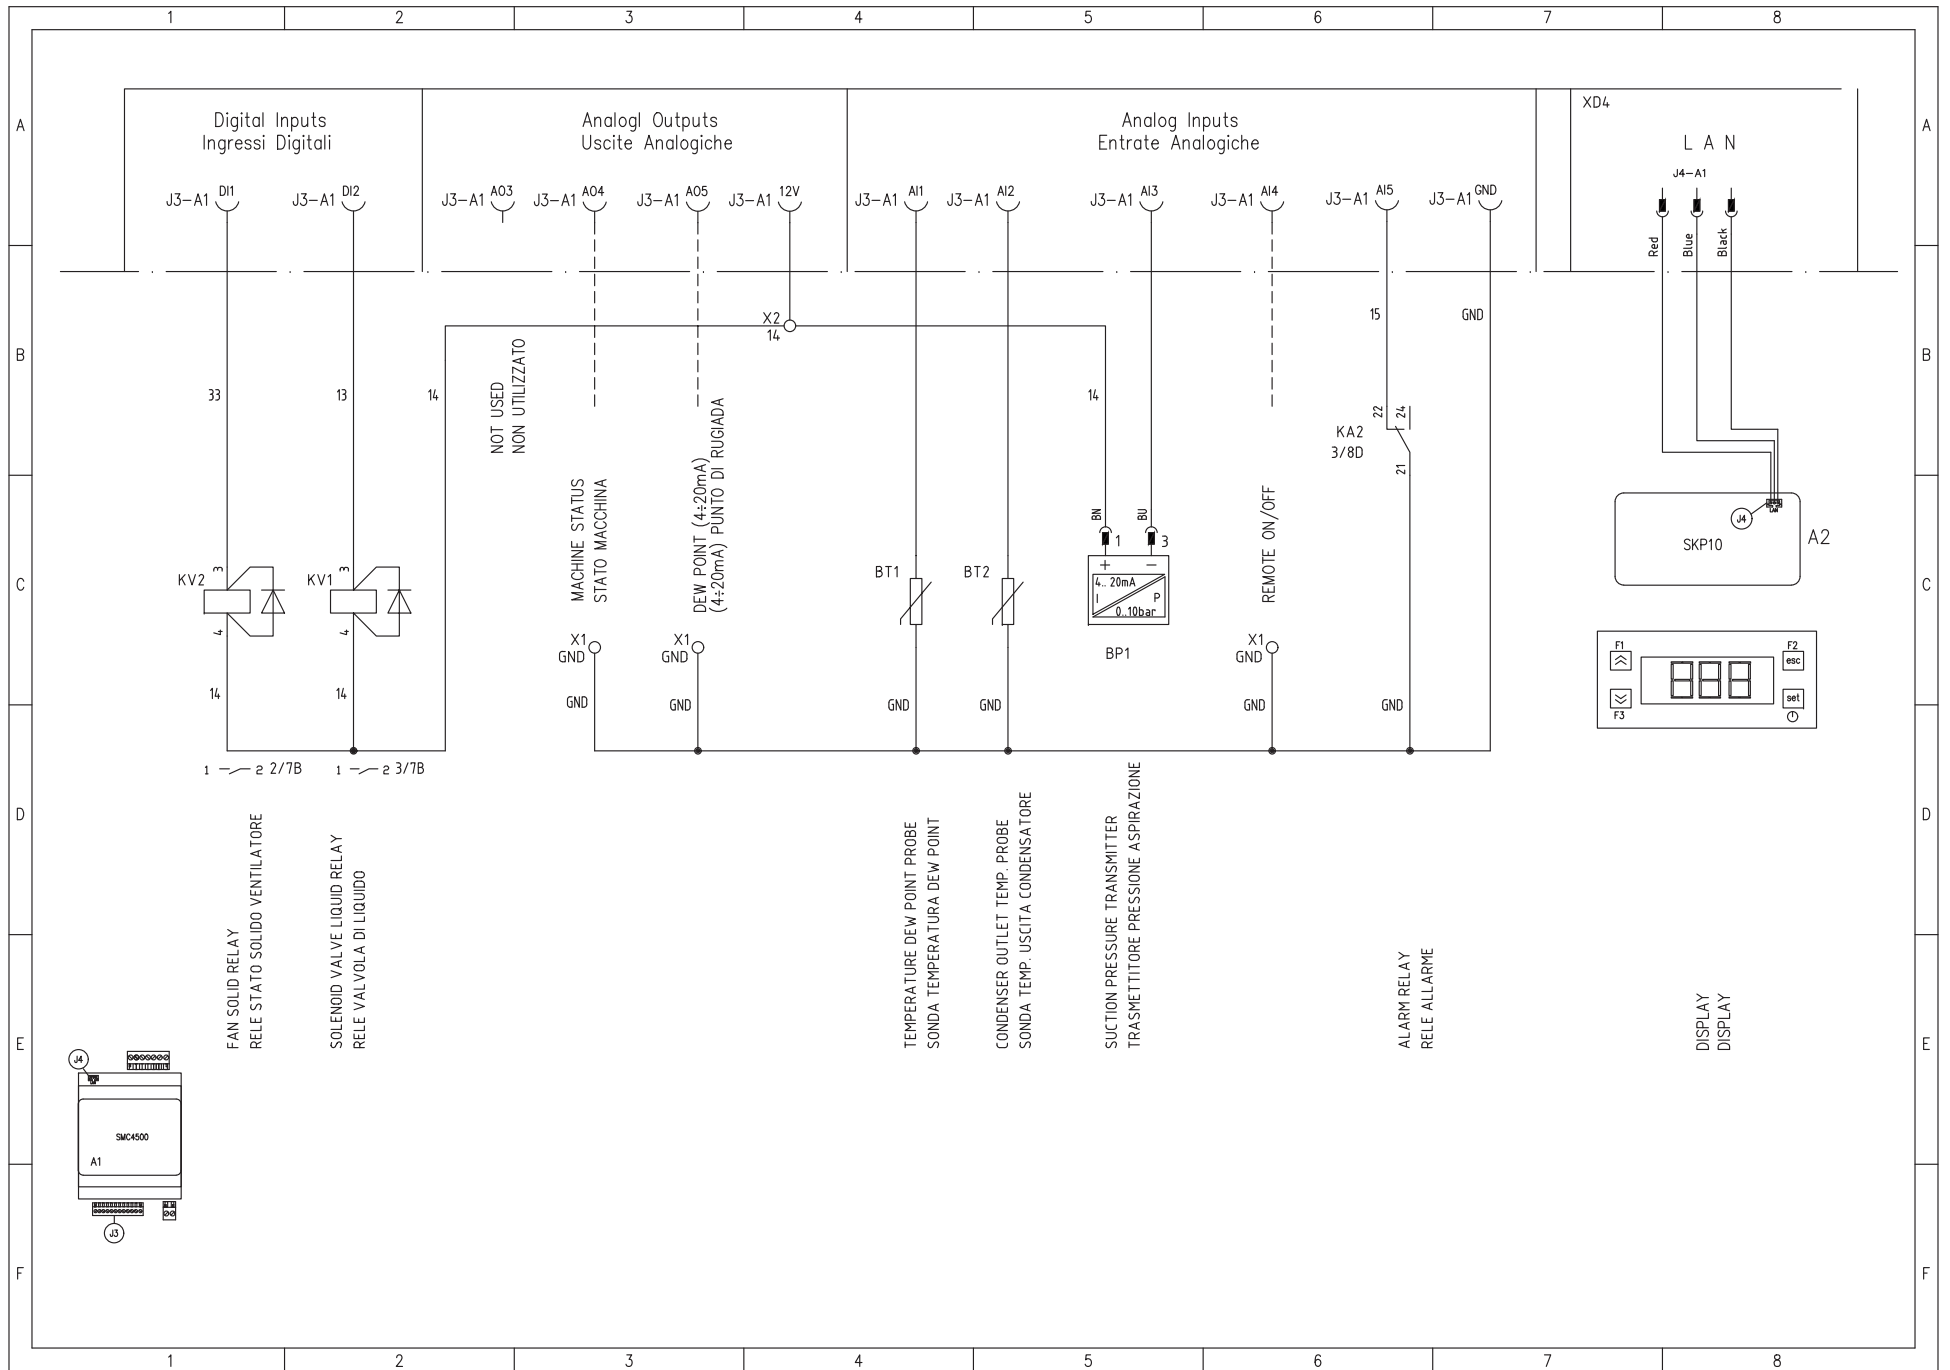 1 2 3 4 5 6 7 8
A A
Digital Inputs
Ingressi Digitali
Analogl Outputs
Uscite Analogiche
Analog Inputs
Entrate Analogiche
XD4
L A N
J3-A1 DI1
J3-A1 DI2
J3-A1 AO3
J3-A1 AO4
J3-A1 AO5
J3-A1 12V
J3-A1 AI1
J3-A1 AI2
J3-A1 AI3
J3-A1 AI4
J3-A1 AI5
J3-A1 GND
J4-A1
Red
Blue
Black
B B
X2
14
15
GND
33
13
14
NOT USED
NON UTILIZZATO
14
22
24
KA2
3/8D
21
C C
MACHINE STATUS
STATO MACCHINA
DEW POINT (4÷20mA)
(4÷20mA) PUNTO DI RUGIADA
BN
1
BU
3
REMOTE ON/OFF
J4
LAN
SKP10
A2
KV2
3
4
KV1
3
4
BT1
BT2
+ −
4.. 20mA
I P
0..10bar
BP1
X1
GND
X1
GND
X1
GND
F1
F2
esc
set
F3
14
14
GND
GND
GND
GND
GND
GND
D D
1 2 2/7B
1 2 3/7B
FAN SOLID RELAY
RELE STATO SOLIDO VENTILATORE
SOLENOID VALVE LIQUID RELAY
RELE VALVOLA DI LIQUIDO
TEMPERATURE DEW POINT PROBE
SONDA TEMPERATURA DEW POINT
CONDENSER OUTLET TEMP. PROBE
SONDA TEMP. USCITA CONDENSATORE
SUCTION PRESSURE TRANSMITTER
TRASMETTITORE PRESSIONE ASPIRAZIONE
ALARM RELAY
RELE ALLARME
DISPLAY
DISPLAY
E E
J4
SMC4500
A1
J3
F F
1 2 3 4 5 6 7 8